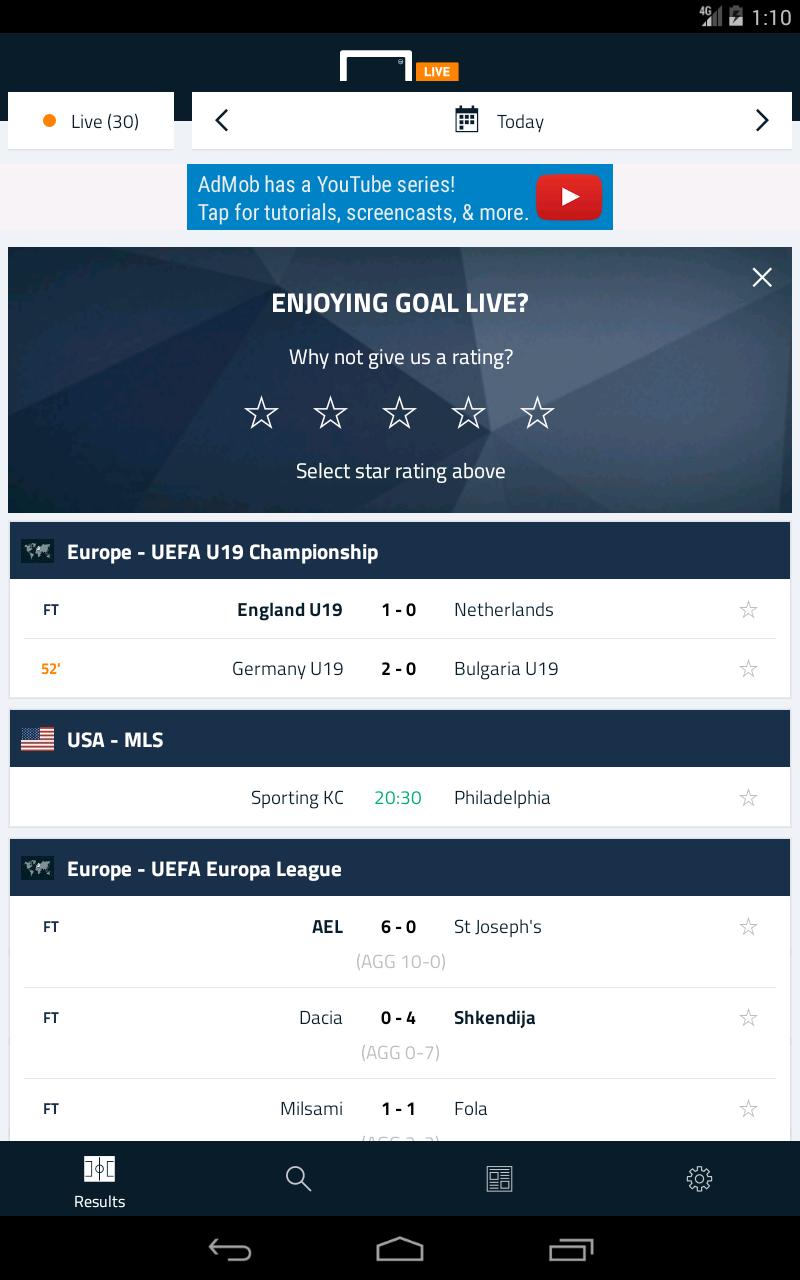 4G 1:10
LIVE
Live (30)
Today
AdMob has a YouTube series!
Tap for tutorials, screencasts, & more.
ENJOYING GOAL LIVE?
Why not give us a rating?
Select star rating above
Europe - UEFA U19 Championship
FT England U19 1 - 0 Netherlands
52' Germany U19 2 - 0 Bulgaria U19
USA - MLS
Sporting KC 20:30 Philadelphia
Europe - UEFA Europa League
FT AEL 6 - 0 St Joseph's
(AGG 10-0)
FT Dacia 0 - 4 Shkendija
(AGG 0-7)
FT Milsami 1 - 1 Fola
Results